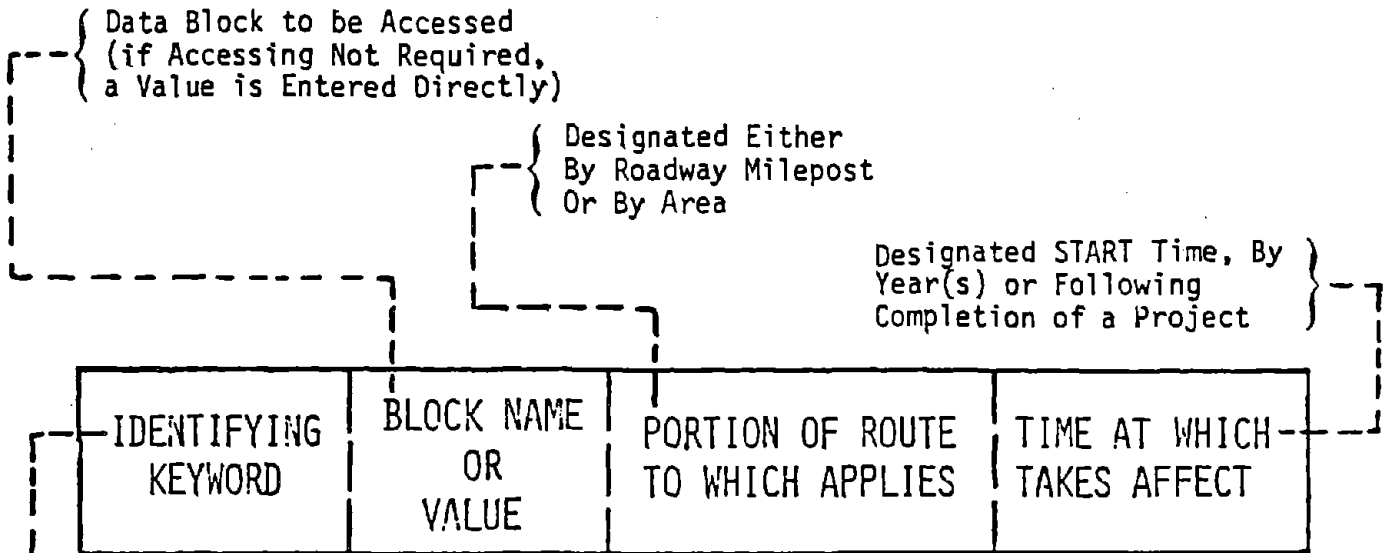 Data Block to be Accessed
(if Accessing Not Required,
a Value is Entered Directly)
Designated Either
By Roadway Milepost
Or By Area
Designated START Time, By
Year(s) or Following
Completion of a Project
IDENTIFYING
KEYWORD
BLOCK NAME
OR
VALUE
PORTION OF ROUTE
TO WHICH APPLIES
TIME AT WHICH
TAKES AFFECT